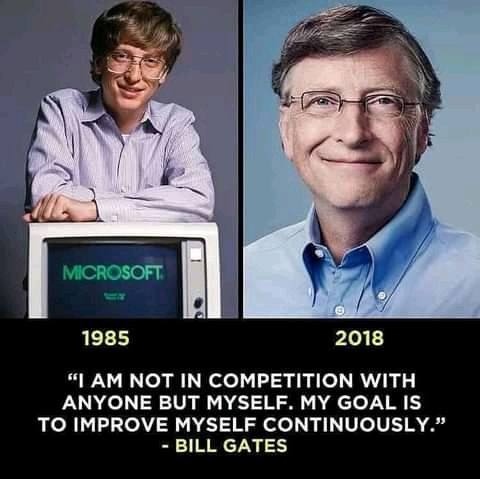 MICROSOFT
1985
2018
“I AM NOT IN COMPETITION WITH
ANYONE BUT MYSELF. MY GOAL IS
TO IMPROVE MYSELF CONTINUOUSLY.”
- BILL GATES